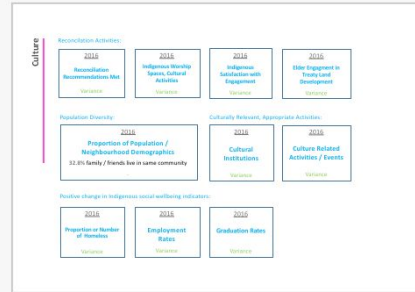 Culture
Reconciliation Activities:
2016
Reconciliation
Recommendations Met
Variance
2016
Indigenous Worship
Spaces, Cultural
Activities
Variance
2016
Indigenous
Satisfaction with
Engagement
Variance
2016
Elder Engagment in
Treaty Land
Development
Variance
Population Diversity:
2016
Proportion of Population /
Neighbourhood Demographics
32.8% family / friends live in same community
Culturally Relevant, Appropriate Activities:
2016
Cultural
Institutions
Variance
2016
Culture Related
Activities / Events
Variance
Positive change in Indigenous social wellbeing indicators:
2016
Proportion or Number
of Homeless
Variance
2016
Employment
Rates
Variance
2016
Graduation Rates
Variance